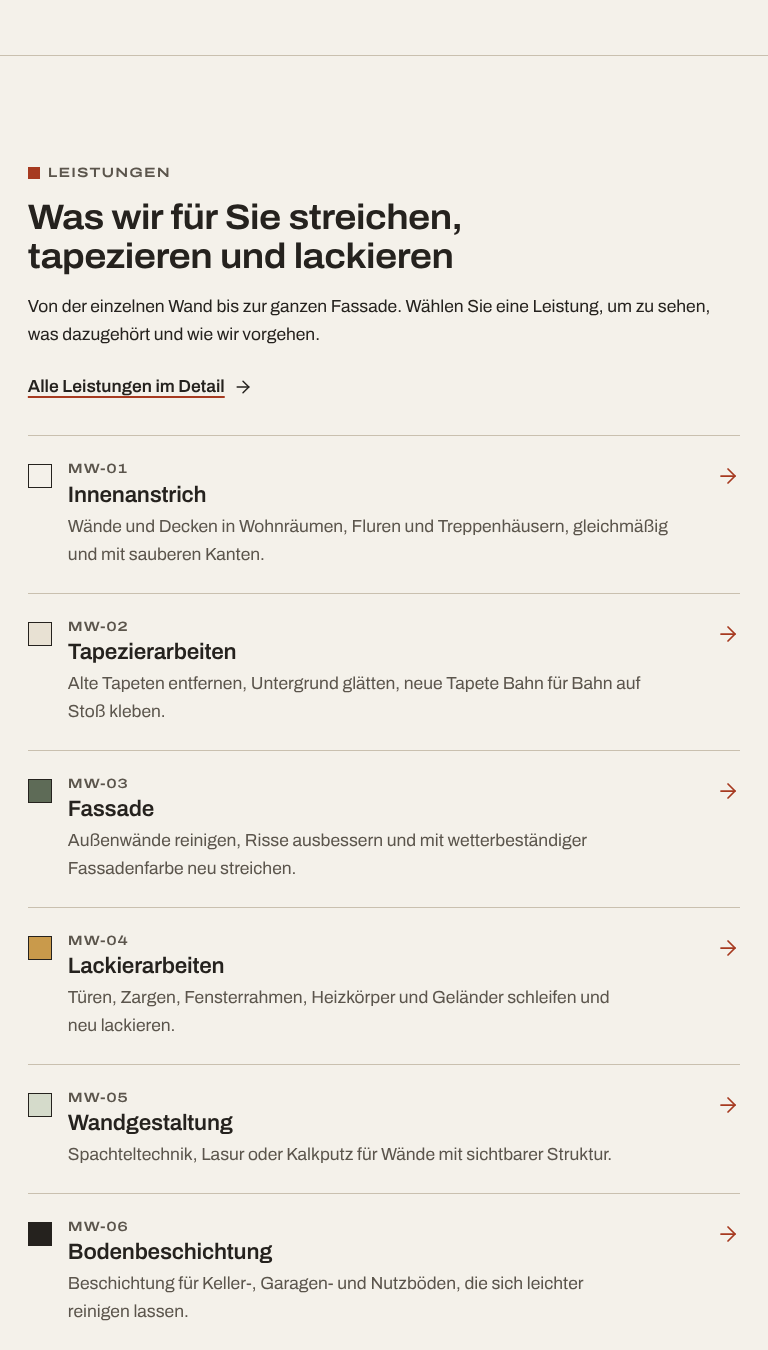 LEISTUNGEN
Was wir für Sie streichen,
tapezieren und lackieren
Von der einzelnen Wand bis zur ganzen Fassade. Wählen Sie eine Leistung, um zu sehen,
was dazugehört und wie wir vorgehen.
Alle Leistungen im Detail
MW-01
Innenanstrich
Wände und Decken in Wohnräumen, Fluren und Treppenhäusern, gleichmäßig
und mit sauberen Kanten.
MW-02
Tapezierarbeiten
Alte Tapeten entfernen, Untergrund glätten, neue Tapete Bahn für Bahn auf
Stoß kleben.
MW-03
Fassade
Außenwände reinigen, Risse ausbessern und mit wetterbeständiger
Fassadenfarbe neu streichen.
MW-04
Lackierarbeiten
Türen, Zargen, Fensterrahmen, Heizkörper und Geländer schleifen und
neu lackieren.
MW-05
Wandgestaltung
Spachteltechnik, Lasur oder Kalkputz für Wände mit sichtbarer Struktur.
MW-06
Bodenbeschichtung
Beschichtung für Keller-, Garagen- und Nutzböden, die sich leichter
reinigen lassen.